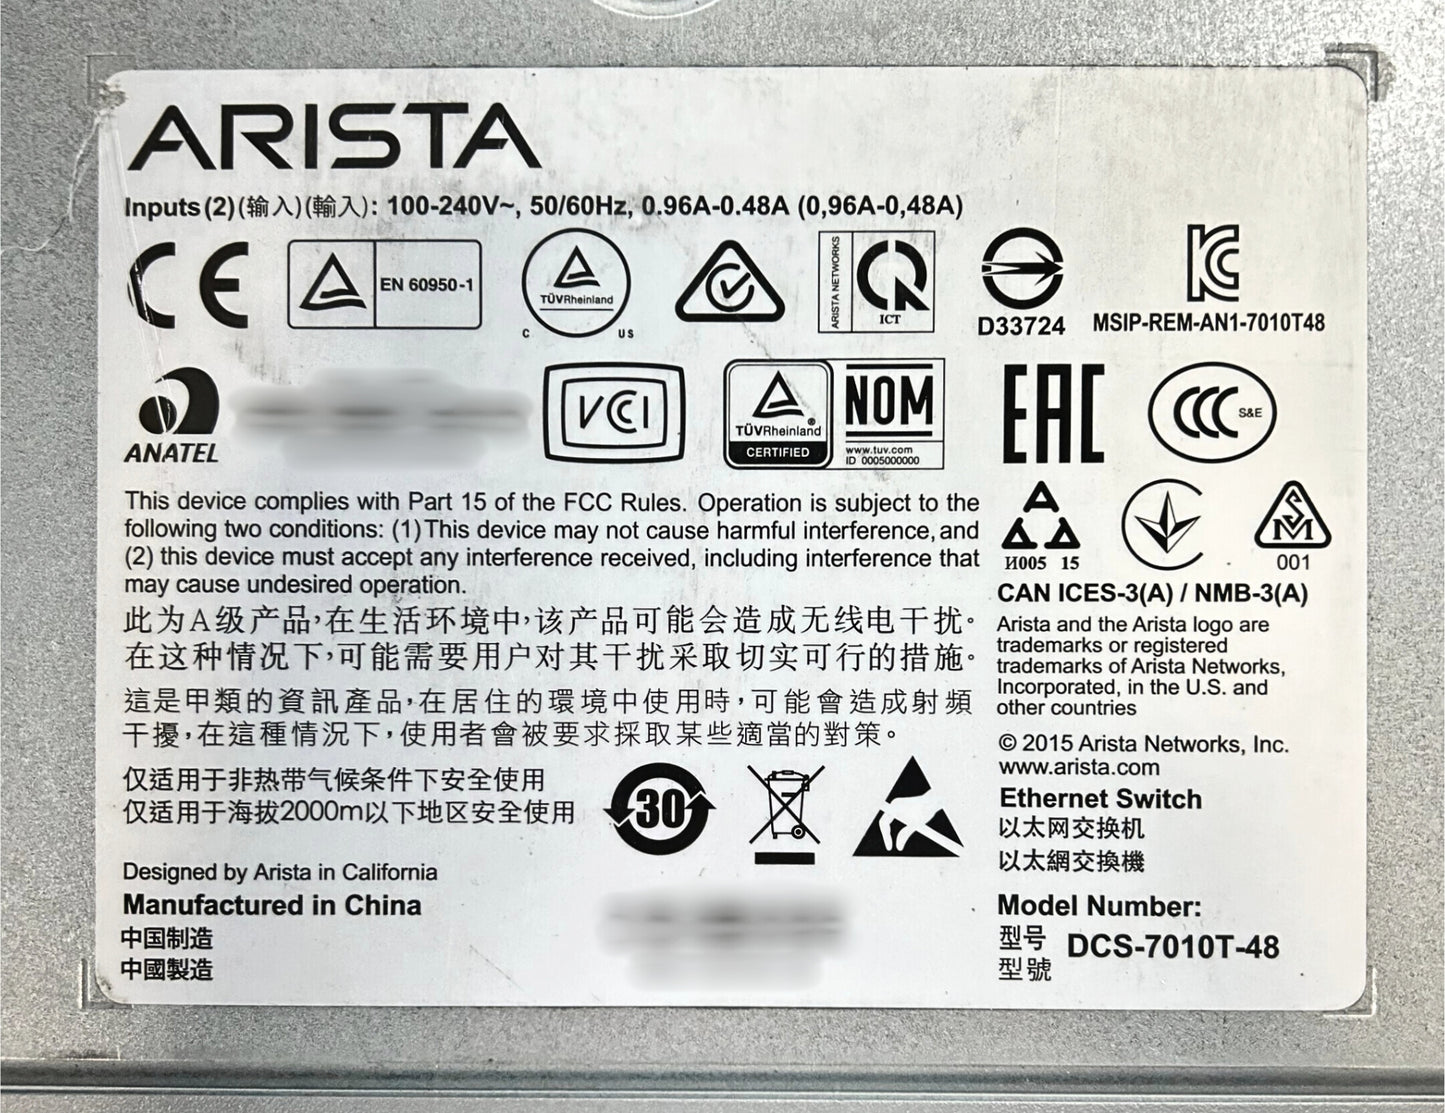 ARISTA
Inputs (2) (输入) (輸入): 100-240V~, 50/60Hz, 0.96A-0.48A (0,96A-0,48A)
CE
EN 60950-1
TÜVRheinland
C US
ARISTA NETWORKS
ICT
D33724
MSIP-REM-AN1-7010T48
ANATEL
VCCI
TÜVRheinland®
CERTIFIED
NOM
www.tuv.com
ID 0005000000
EAC
CCC S&E
И005 15
SM
001
This device complies with Part 15 of the FCC Rules. Operation is subject to the
following two conditions: (1) This device may not cause harmful interference, and
(2) this device must accept any interference received, including interference that
may cause undesired operation.
此为A级产品,在生活环境中,该产品可能会造成无线电干扰。
在这种情况下,可能需要用户对其干扰采取切实可行的措施。
這是甲類的資訊產品,在居住的環境中使用時,可能會造成射頻
干擾,在這種情況下,使用者會被要求採取某些適當的對策。
仅适用于非热带气候条件下安全使用
仅适用于海拔2000m以下地区安全使用
30
Designed by Arista in California
Manufactured in China
中国制造
中國製造
CAN ICES-3(A) / NMB-3(A)
Arista and the Arista logo are
trademarks or registered
trademarks of Arista Networks,
Incorporated, in the U.S. and
other countries
© 2015 Arista Networks, Inc.
www.arista.com
Ethernet Switch
以太网交换机
以太網交換機
Model Number:
型号
型號
DCS-7010T-48